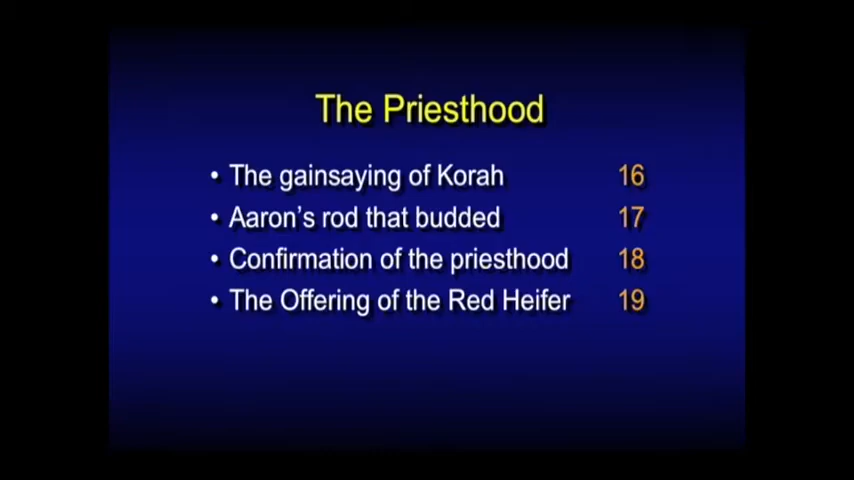 The Priesthood
• The gainsaying of Korah 16
• Aaron's rod that budded 17
• Confirmation of the priesthood 18
• The Offering of the Red Heifer 19